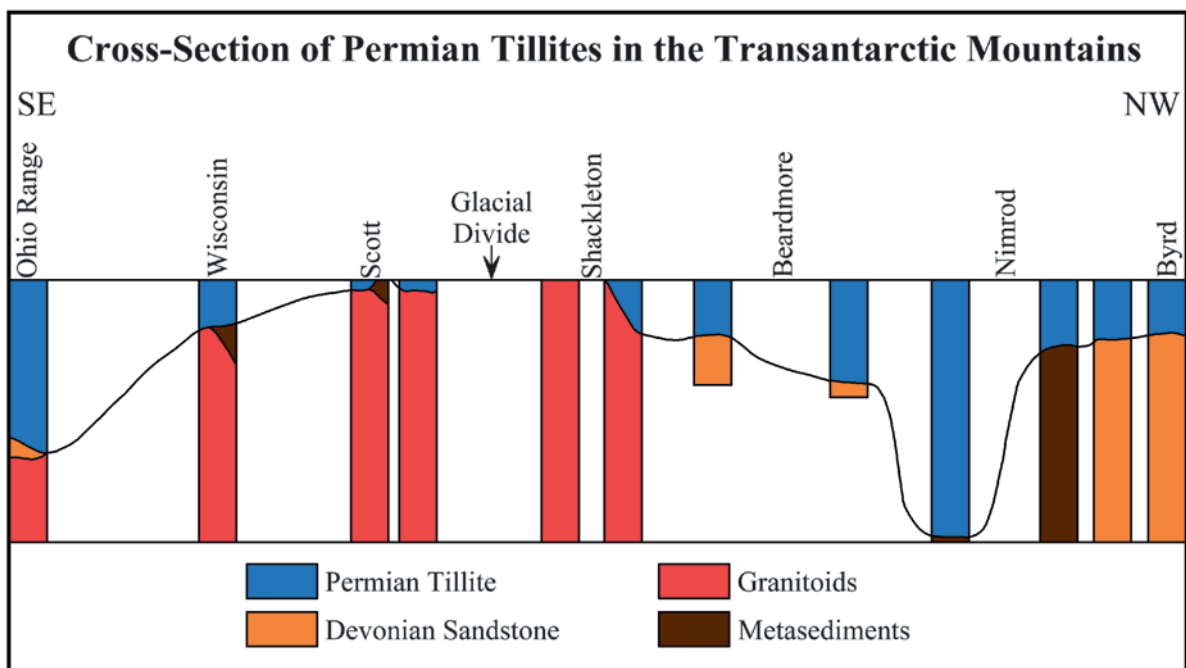 Cross-Section of Permian Tillites in the Transantarctic Mountains
SE
NW
Ohio Range
Wisconsin
Scott
Glacial
Divide
Shackleton
Beardmore
Nimrod
Byrd
Permian Tillite
Granitoids
Devonian Sandstone
Metasediments